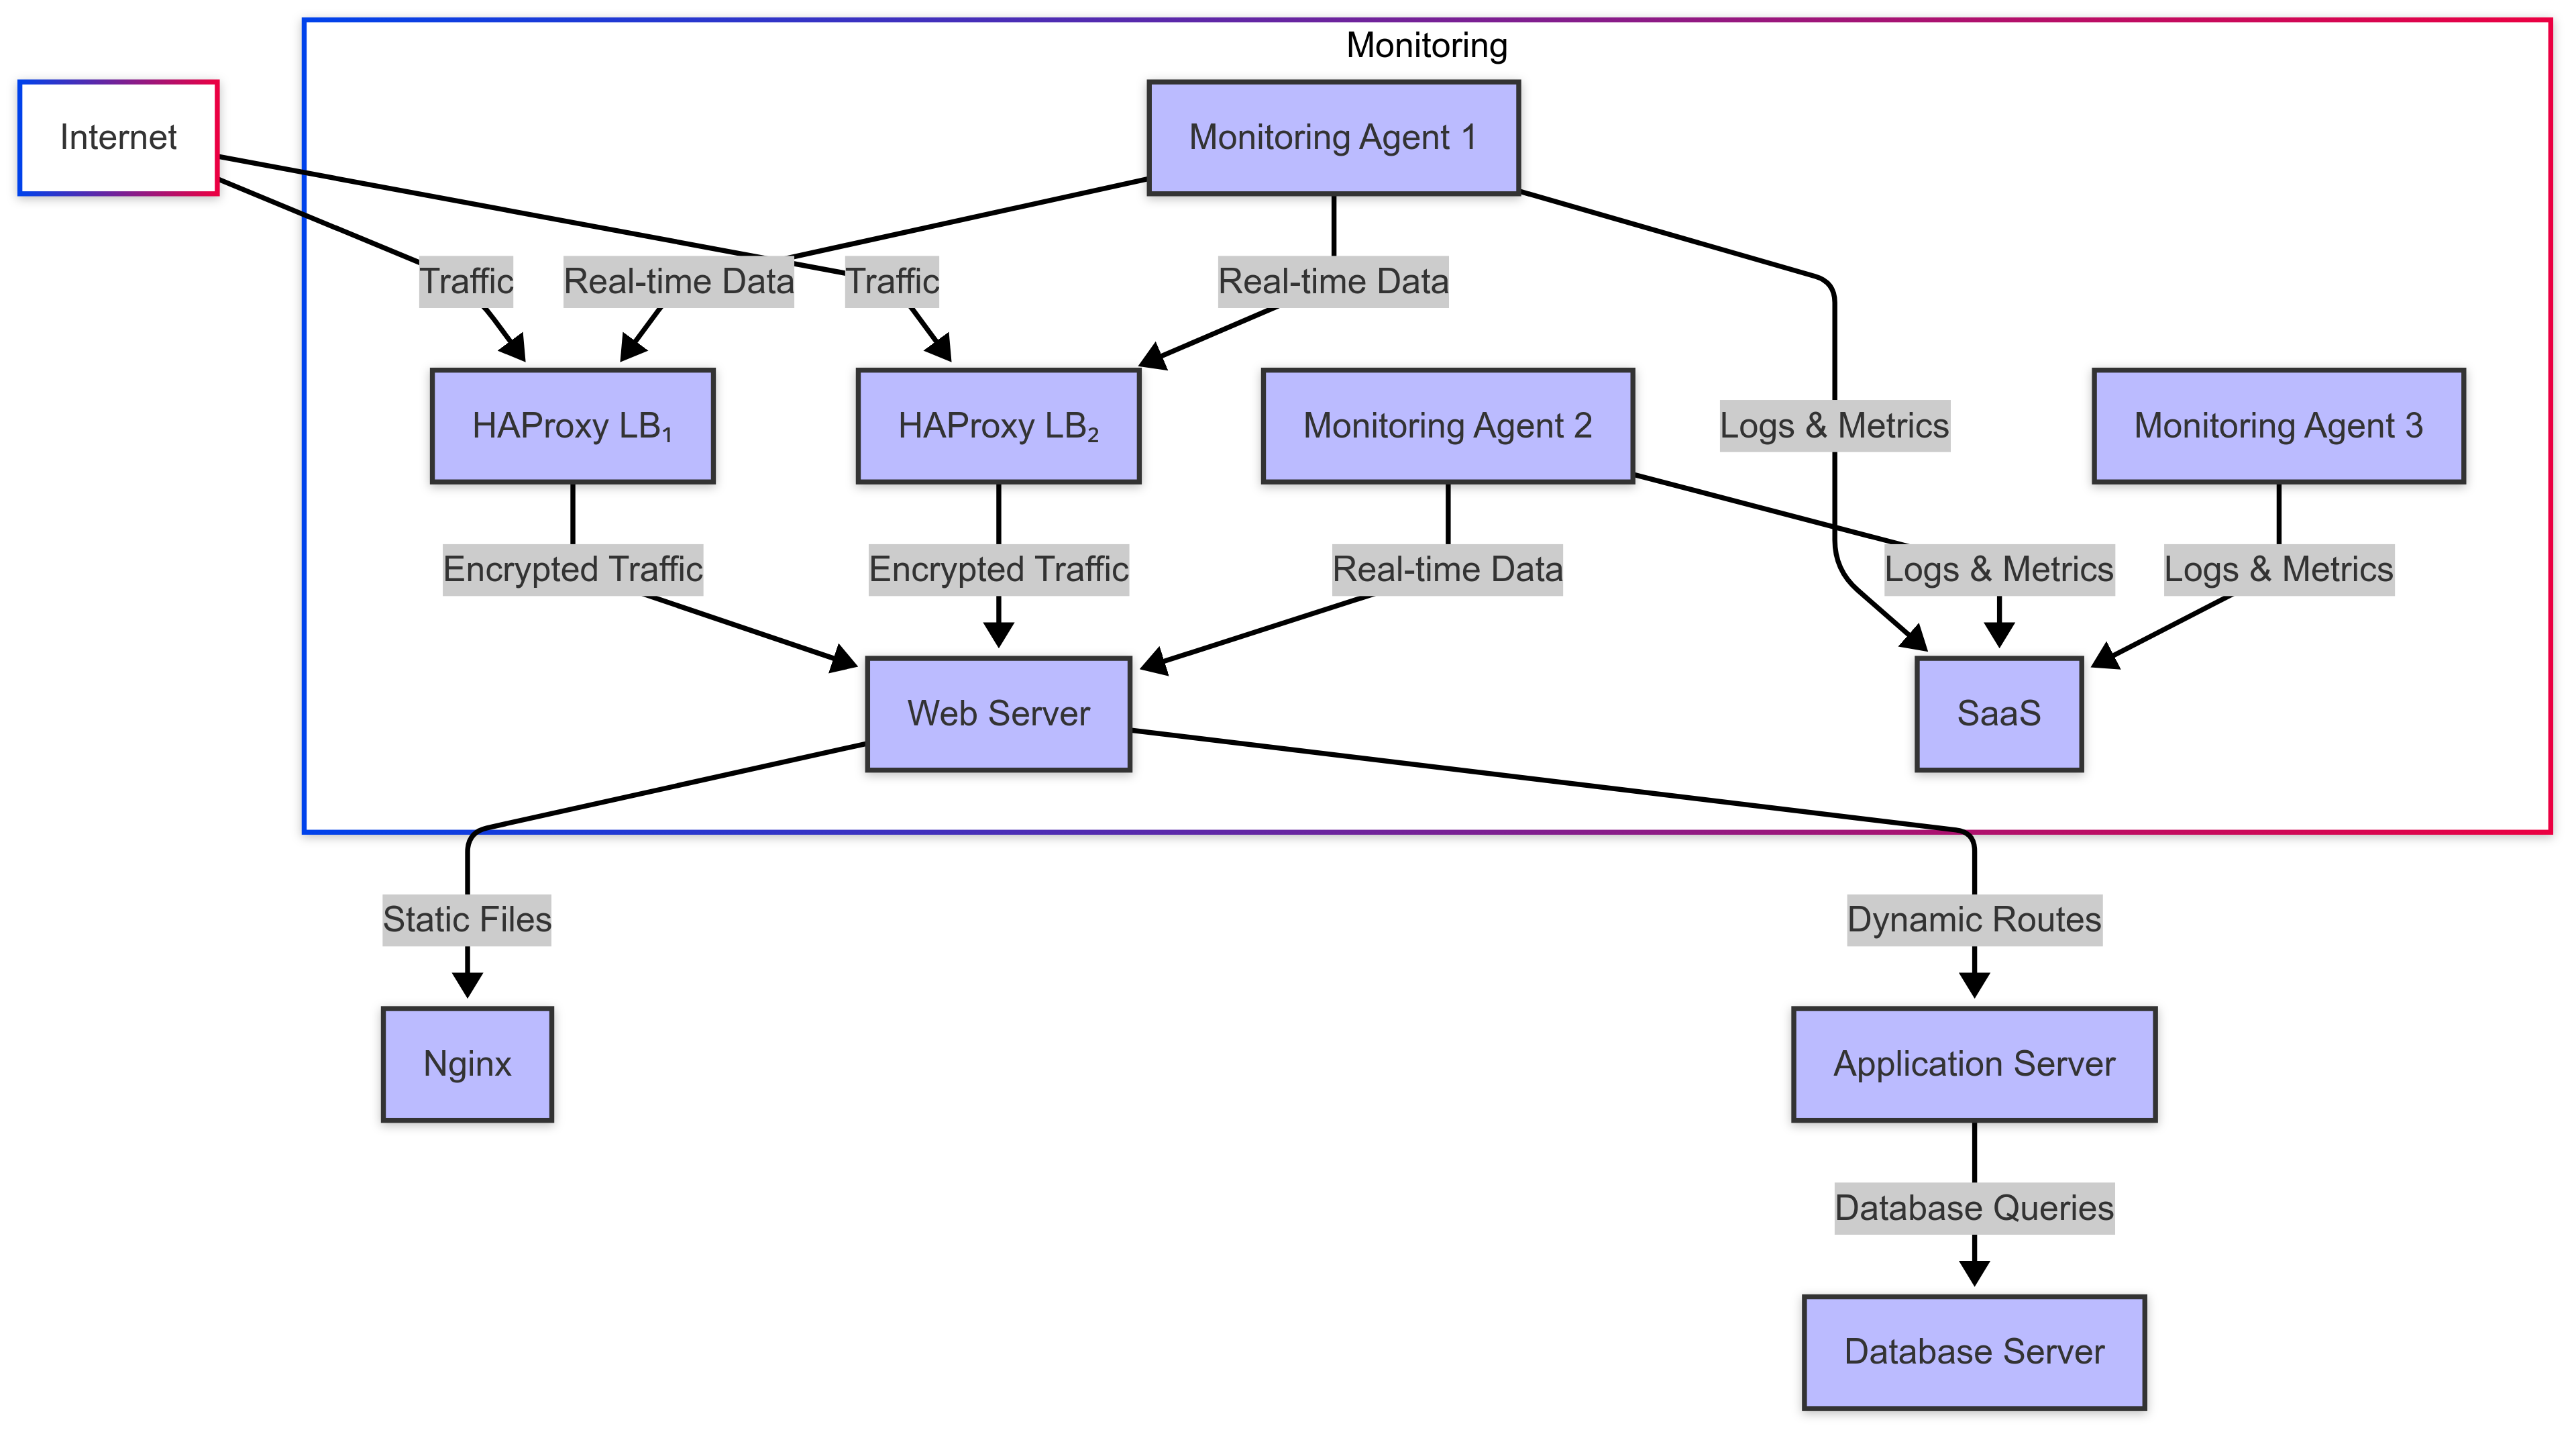 Monitoring
Internet
Monitoring Agent 1
Traffic
Real-time Data
Traffic
Real-time Data
HAProxy LB₁
HAProxy LB₂
Monitoring Agent 2
Logs & Metrics
Monitoring Agent 3
Encrypted Traffic
Encrypted Traffic
Real-time Data
Logs & Metrics
Logs & Metrics
Web Server
SaaS
Static Files
Dynamic Routes
Nginx
Application Server
Database Queries
Database Server